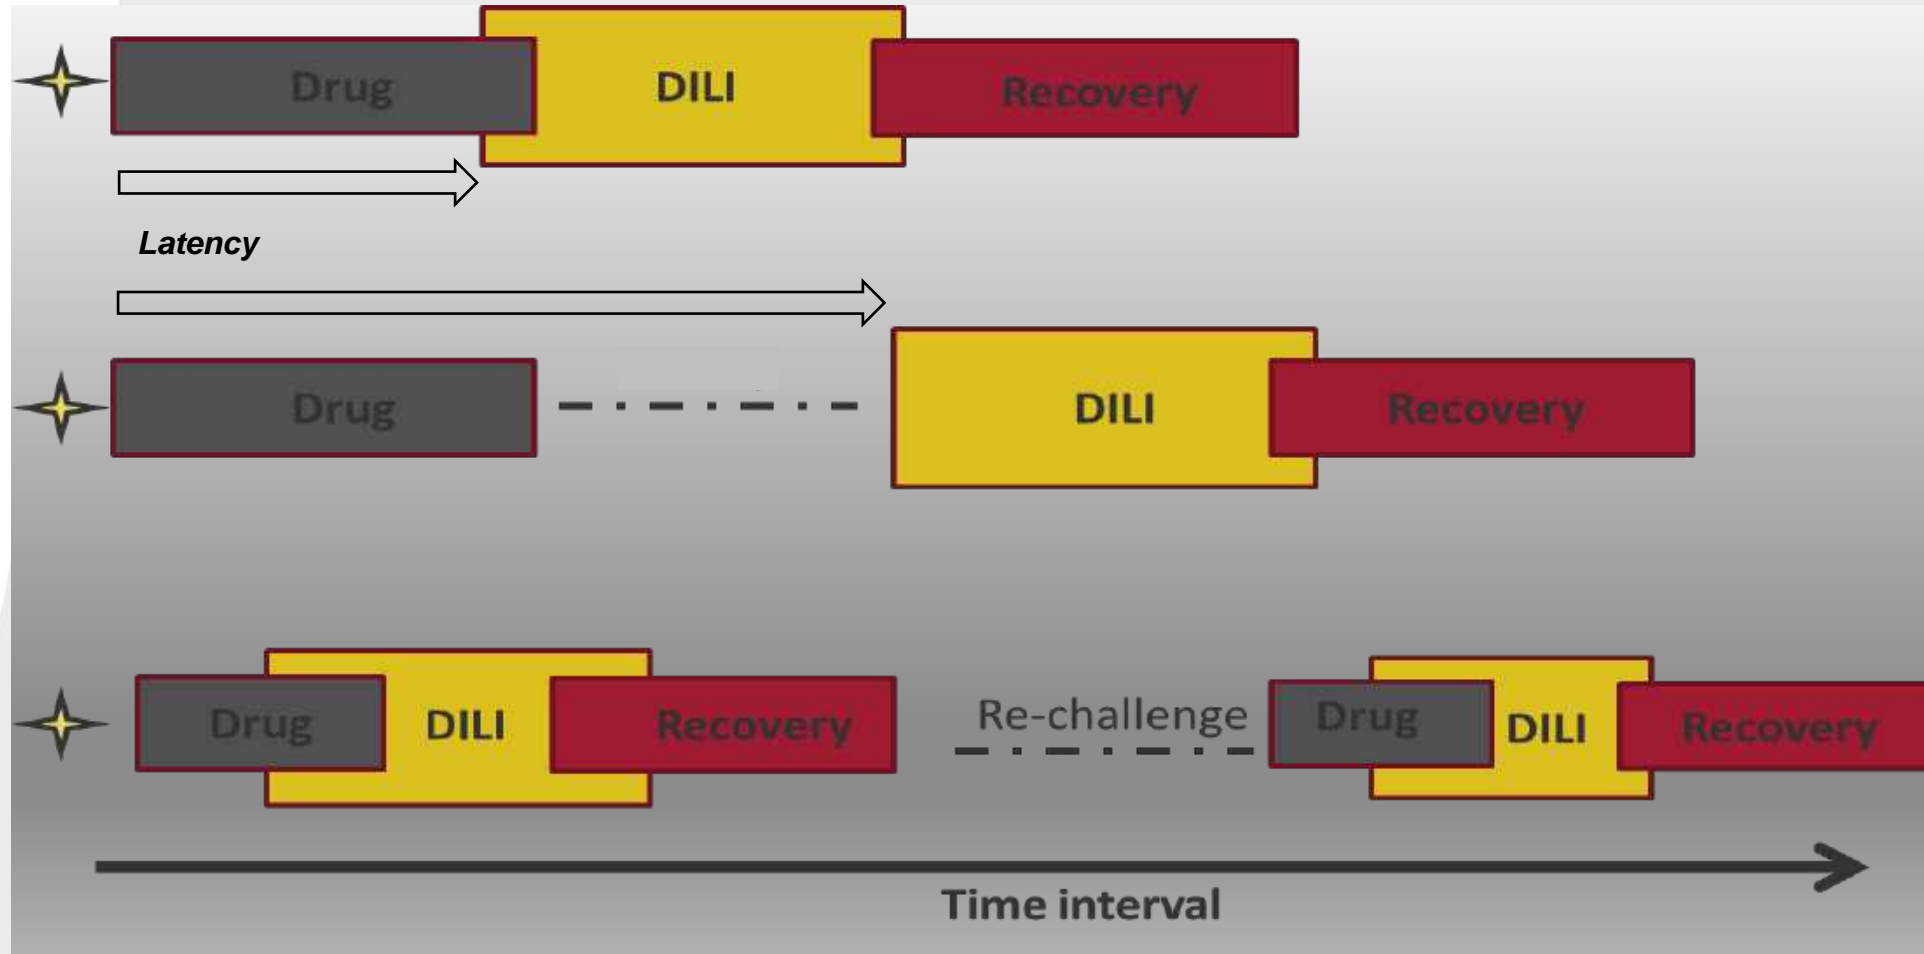 Drug DILI Recovery
Latency
Drug DILI Recovery
Drug DILI Recovery Re-challenge Drug DILI Recovery
Time interval